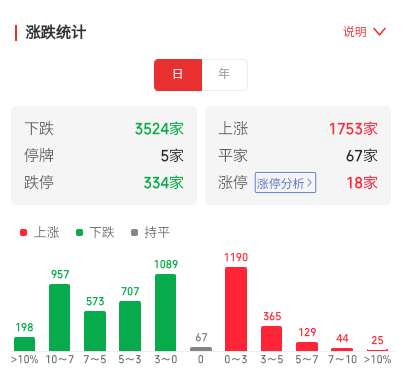 涨跌统计 说明
日 年
下跌 3524家 上涨 1753家
停牌 5家 平家 67家
跌停 334家 涨停 涨停分析 18家
上涨 下跌 持平
198 957 573 707 1089 67 1190 365 129 44 25
>10% 10～7 7～5 5～3 3～0 0 0～3 3～5 5～7 7～10 >10%